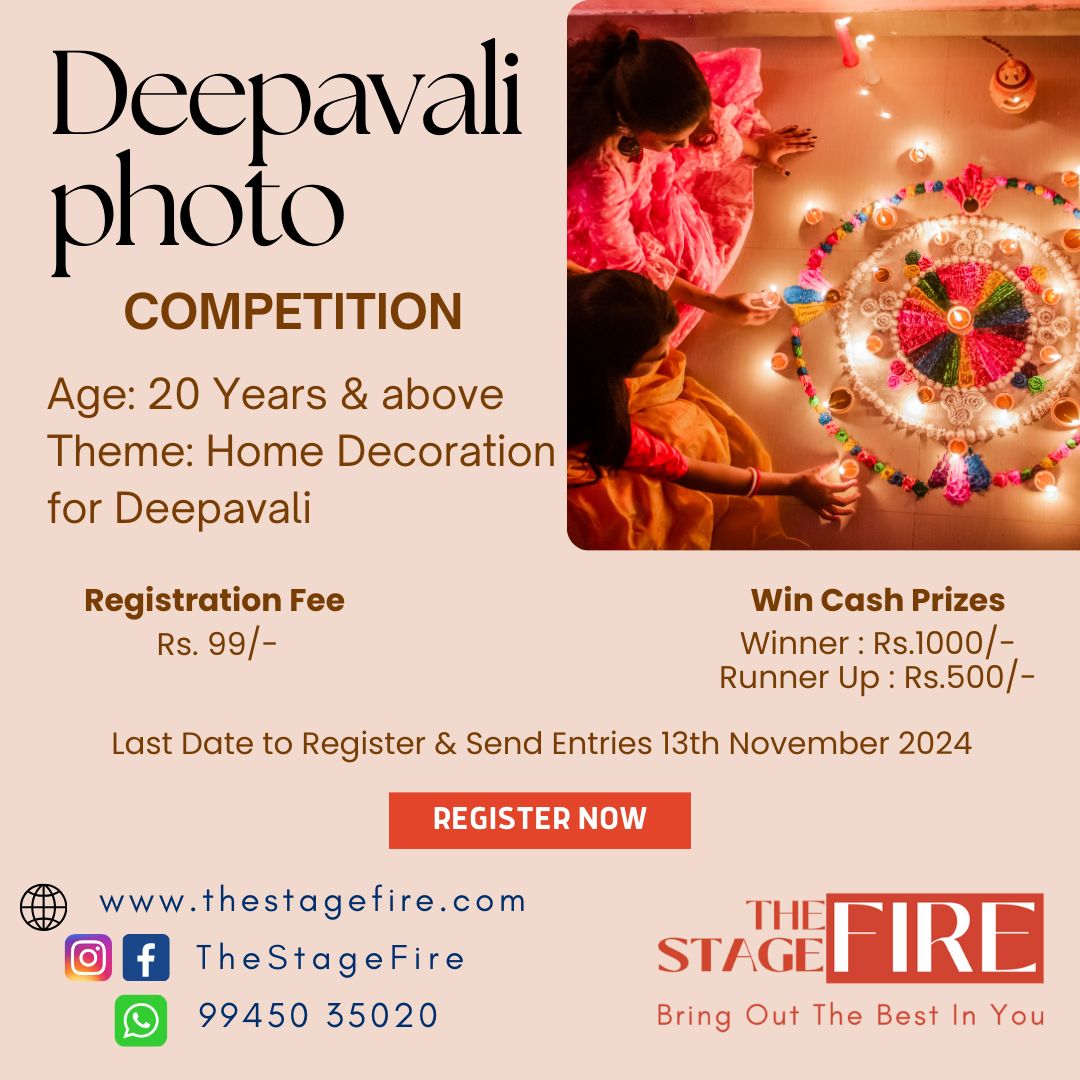 Deepavali
photo
COMPETITION
Age: 20 Years & above
Theme: Home Decoration
for Deepavali
Registration Fee
Rs. 99/-
Win Cash Prizes
Winner : Rs.1000/-
Runner Up : Rs.500/-
Last Date to Register & Send Entries 13th November 2024
REGISTER NOW
www.thestagefire.com
TheStageFire
99450 35020
THE
STAGE FIRE
Bring Out The Best In You